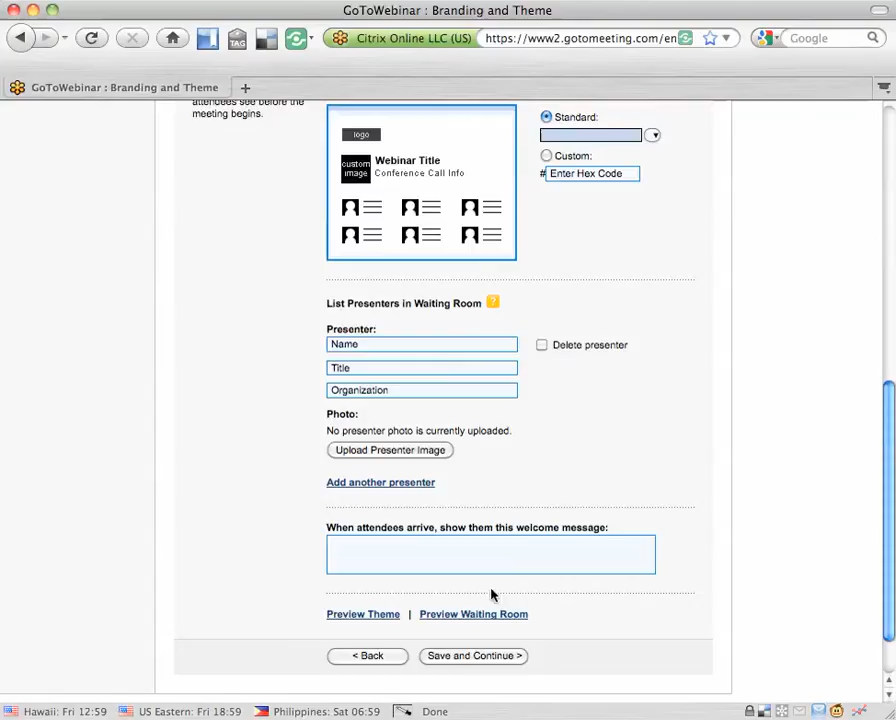 GoToWebinar : Branding and Theme
TAG
Citrix Online LLC (US)
https://www2.gotomeeting.com/en
Google
GoToWebinar : Branding and Theme
attendees see before the
meeting begins.
logo
custom image
Webinar Title
Conference Call Info
Standard:
Custom:
# Enter Hex Code
List Presenters in Waiting Room ?
Presenter:
Name
Delete presenter
Title
Organization
Photo:
No presenter photo is currently uploaded.
Upload Presenter Image
Add another presenter
When attendees arrive, show them this welcome message:
Preview Theme | Preview Waiting Room
< Back
Save and Continue >
Hawaii: Fri 12:59
US Eastern: Fri 18:59
Philippines: Sat 06:59
Done